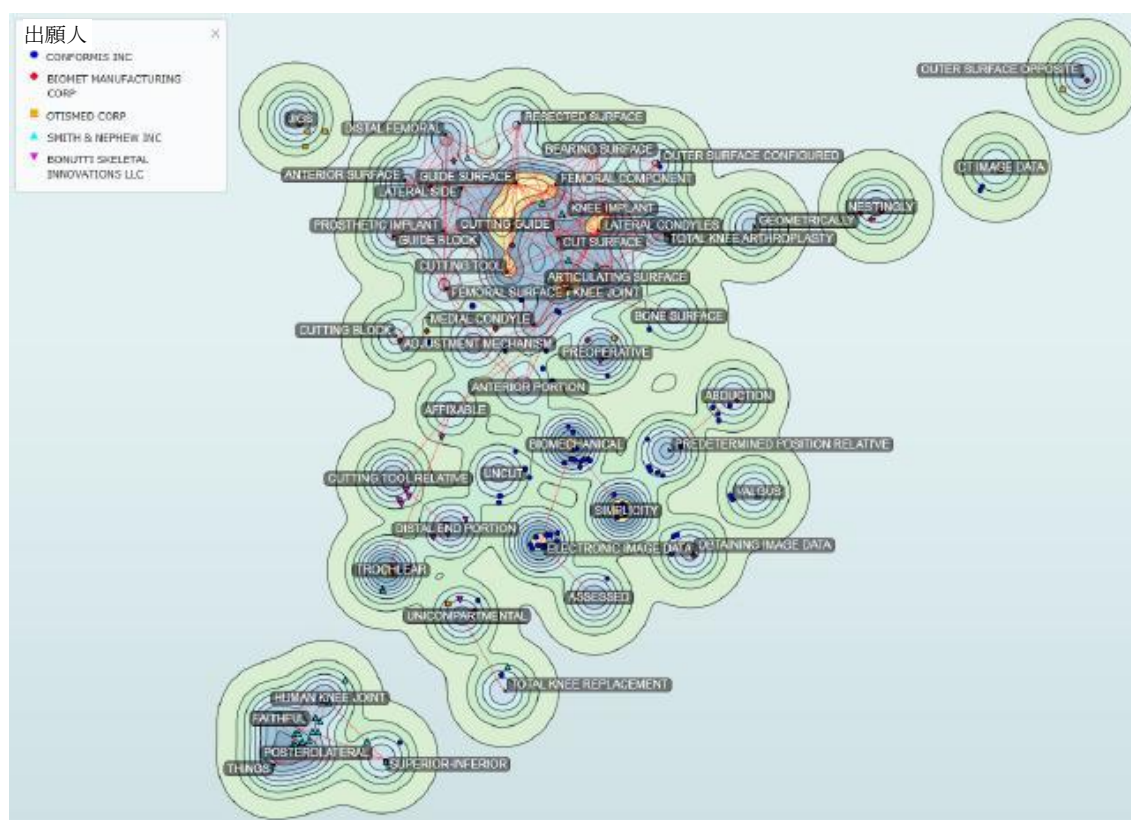 出願人
CONFORMIS INC
BIOMET MANUFACTURING
CORP
OTISMED CORP
SMITH & NEPHEW INC
BONUTTI SKELETAL
INNOVATIONS LLC
OUTER SURFACE OPPOSITE
JIGS
DISTAL FEMORAL
RESECTED SURFACE
BEARING SURFACE
OUTER SURFACE CONFIGURED
CT IMAGE DATA
ANTERIOR SURFACE
GUIDE SURFACE
FEMORAL COMPONENT
LATERAL SIDE
KNEE IMPLANT
NESTINGLY
PROSTHETIC IMPLANT
CUTTING GUIDE
LATERAL CONDYLES
GEOMETRICALLY
GUIDE BLOCK
CUT SURFACE
TOTAL KNEE ARTHROPLASTY
CUTTING TOOL
ARTICULATING SURFACE
FEMORAL SURFACE
KNEE JOINT
MEDIAL CONDYLE
BONE SURFACE
CUTTING BLOCK
ADJUSTMENT MECHANISM
PREOPERATIVE
ANTERIOR PORTION
ABDUCTION
AFFIXABLE
BIOMECHANICAL
PREDETERMINED POSITION RELATIVE
CUTTING TOOL RELATIVE
UNCUT
VALGUS
SIMPLICITY
DISTAL END PORTION
ELECTRONIC IMAGE DATA
OBTAINING IMAGE DATA
TROCHLEAR
ASSESSED
UNICOMPARTMENTAL
TOTAL KNEE REPLACEMENT
HUMAN KNEE JOINT
FAITHFUL
POSTEROLATERAL
THINGS
SUPERIOR-INFERIOR